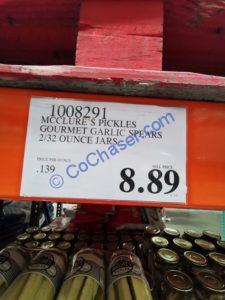 1008291
MCCLURE'S PICKLES
GOURMET GARLIC SPEARS
2/32 OUNCE JARS
PRICE PER OUNCE
SELL PRICE
.139
8.89
© CoChaser.com